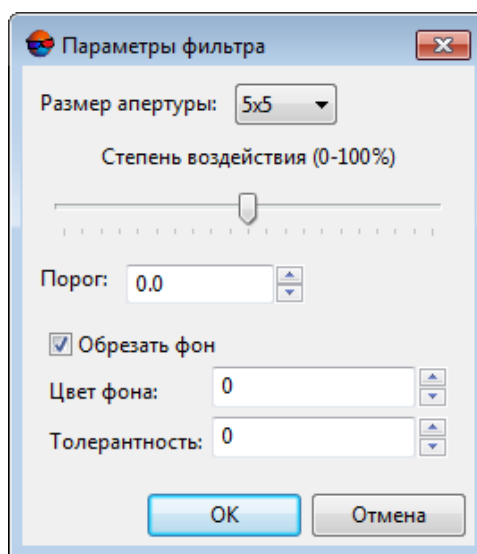 Параметры фильтра
Размер апертуры: 5x5
Степень воздействия (0-100%)
Порог: 0.0
Обрезать фон
Цвет фона: 0
Толерантность: 0
OK Отмена